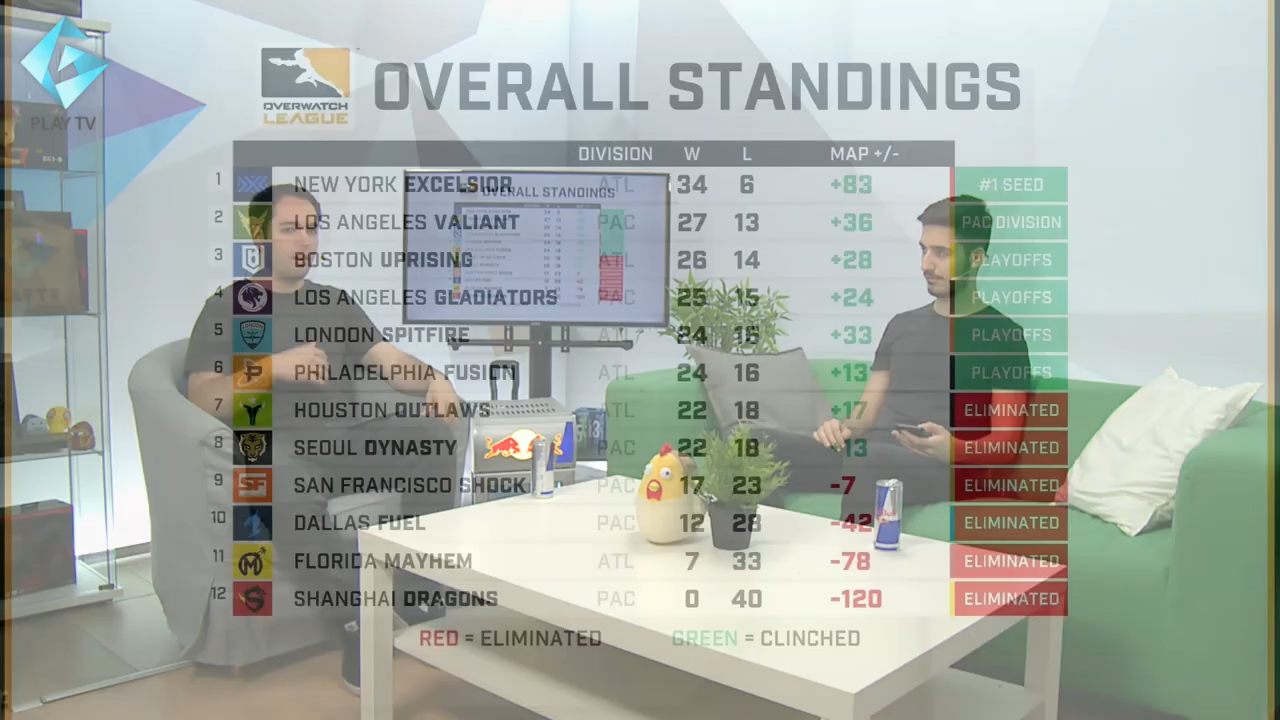 PLAY TV
OVERWATCH
LEAGUE
OVERALL STANDINGS
DIVISION W L MAP +/-
1 NEW YORK EXCELSIOR ATL 34 6 +83 #1 SEED
2 LOS ANGELES VALIANT PAC 27 13 +36 PAC DIVISION
3 BOSTON UPRISING ATL 26 14 +28 PLAYOFFS
4 LOS ANGELES GLADIATORS PAC 25 15 +24 PLAYOFFS
5 LONDON SPITFIRE ATL 24 16 +33 PLAYOFFS
6 PHILADELPHIA FUSION ATL 24 16 +13 PLAYOFFS
7 HOUSTON OUTLAWS ATL 22 18 +17 ELIMINATED
8 SEOUL DYNASTY PAC 22 18 +13 ELIMINATED
9 SAN FRANCISCO SHOCK PAC 17 23 -7 ELIMINATED
10 DALLAS FUEL PAC 12 28 -42 ELIMINATED
11 FLORIDA MAYHEM ATL 7 33 -78 ELIMINATED
12 SHANGHAI DRAGONS PAC 0 40 -120 ELIMINATED
RED = ELIMINATED GREEN = CLINCHED
OVERALL STANDINGS
Red Bull